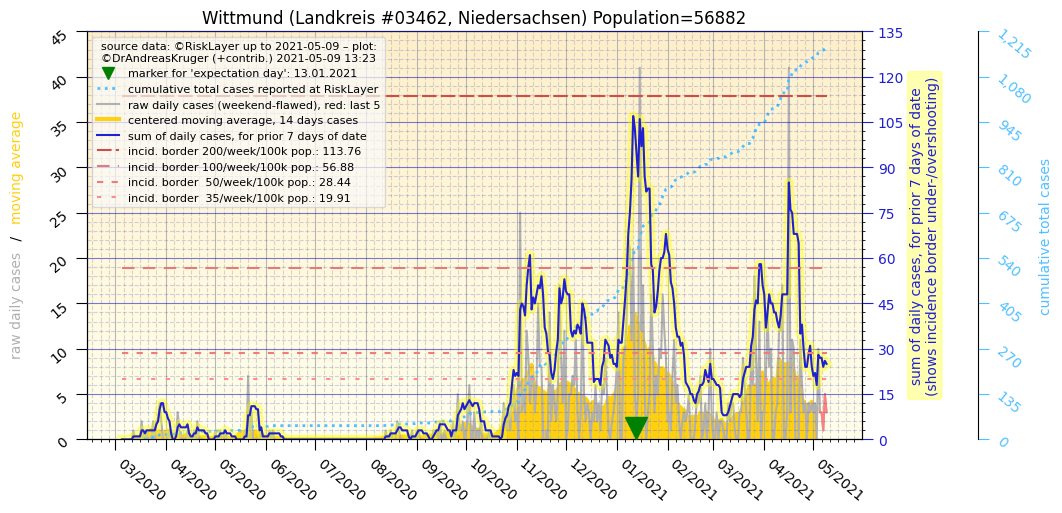 Wittmund (Landkreis #03462, Niedersachsen) Population=56882
source data: ©RiskLayer up to 2021-05-09 – plot:
©DrAndreasKruger (+contrib.) 2021-05-09 13:23
marker for 'expectation day': 13.01.2021
cumulative total cases reported at RiskLayer
raw daily cases (weekend-flawed), red: last 5
centered moving average, 14 days cases
sum of daily cases, for prior 7 days of date
incid. border 200/week/100k pop.: 113.76
incid. border 100/week/100k pop.: 56.88
incid. border  50/week/100k pop.: 28.44
incid. border  35/week/100k pop.: 19.91
raw daily cases / moving average
45
40
35
30
25
20
15
10
5
0
03/2020
04/2020
05/2020
06/2020
07/2020
08/2020
09/2020
10/2020
11/2020
12/2020
01/2021
02/2021
03/2021
04/2021
05/2021
135
120
105
90
75
60
45
30
15
0
sum of daily cases, for prior 7 days of date
(shows incidence border under-/overshooting)
1,215
1,080
945
810
675
540
405
270
135
0
cumulative total cases